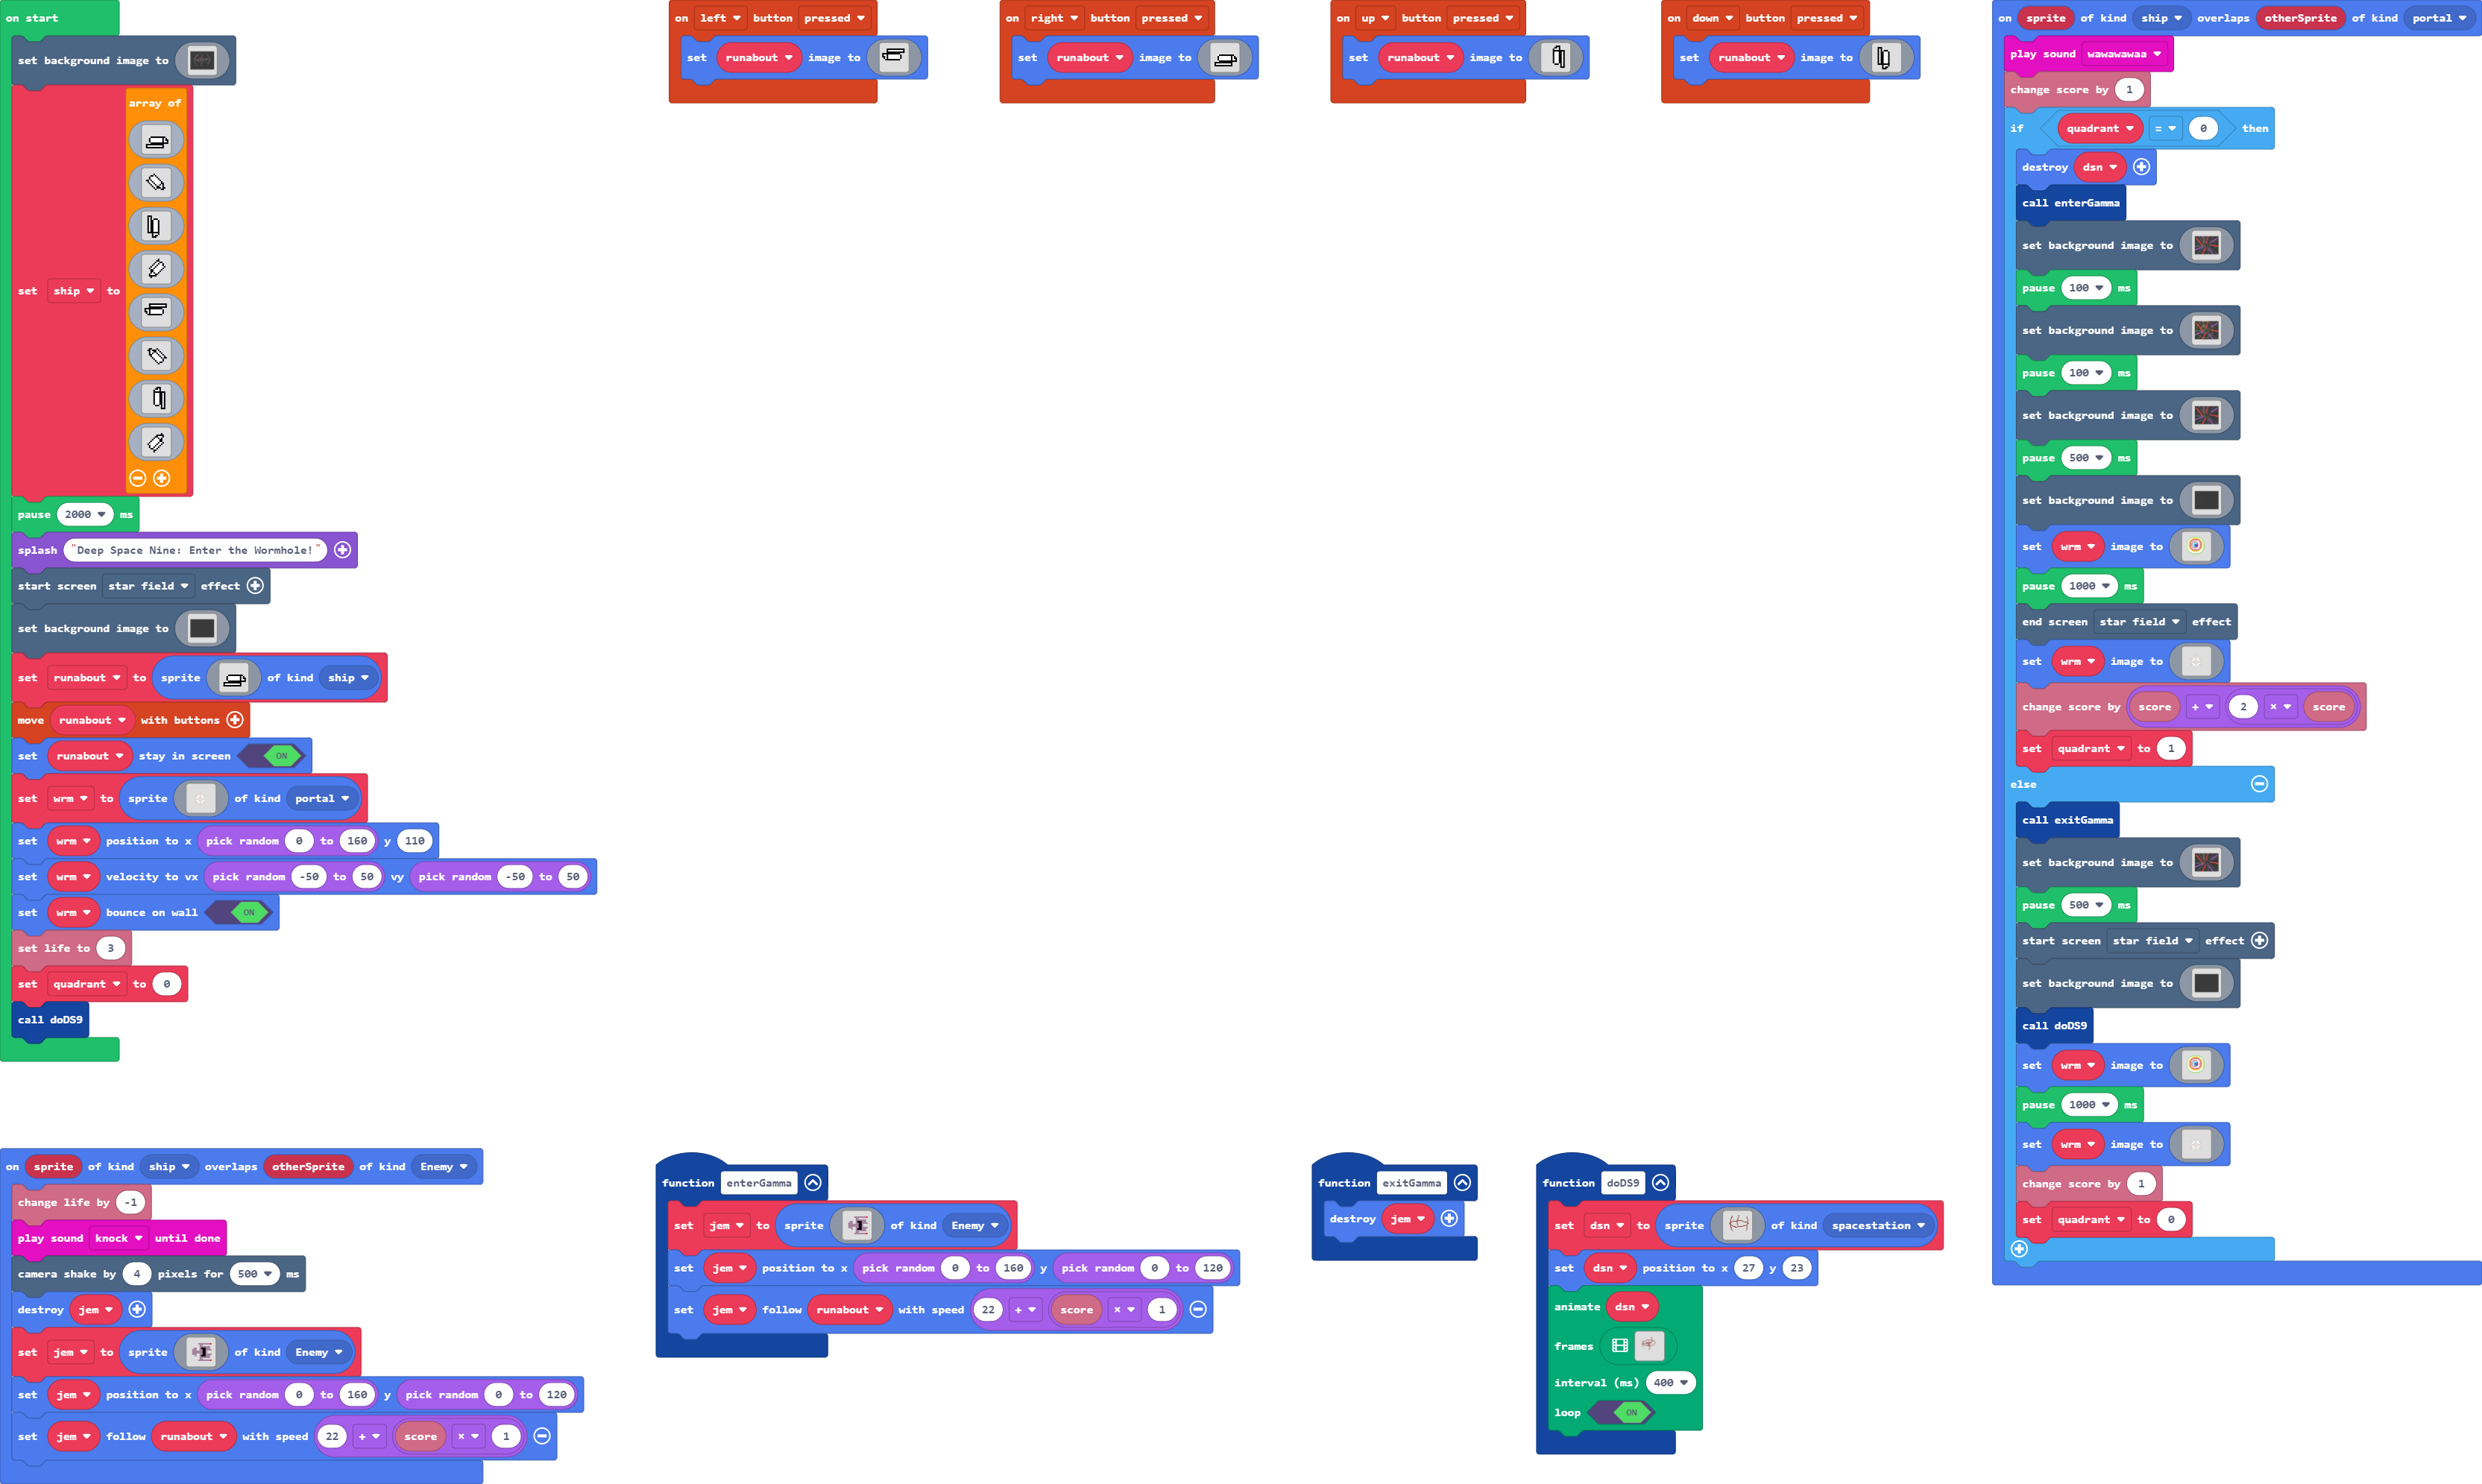 on start
set background image to
set ship to
array of
pause 2000 ms
splash "Deep Space Nine: Enter the Wormhole!"
start screen star field effect
set background image to
set runabout to sprite of kind ship
move runabout with buttons
set runabout stay in screen ON
set wrm to sprite of kind portal
set wrm position to x pick random 0 to 160 y 110
set wrm velocity to vx pick random -50 to 50 vy pick random -50 to 50
set wrm bounce on wall ON
set life to 3
set quadrant to 0
call doDS9
on left button pressed
set runabout image to
on right button pressed
set runabout image to
on up button pressed
set runabout image to
on down button pressed
set runabout image to
on sprite of kind ship overlaps otherSprite of kind portal
play sound wawawawaa
change score by 1
if quadrant = 0 then
destroy dsn
call enterGamma
set background image to
pause 100 ms
set background image to
pause 100 ms
set background image to
pause 500 ms
set background image to
set wrm image to
pause 1000 ms
end screen star field effect
set wrm image to
change score by score + 2 × score
set quadrant to 1
else
call exitGamma
set background image to
pause 500 ms
start screen star field effect
set background image to
call doDS9
set wrm image to
pause 1000 ms
set wrm image to
change score by 1
set quadrant to 0
on sprite of kind ship overlaps otherSprite of kind Enemy
change life by -1
play sound knock until done
camera shake by 4 pixels for 500 ms
destroy jem
set jem to sprite of kind Enemy
set jem position to x pick random 0 to 160 y pick random 0 to 120
set jem follow runabout with speed 22 + score × 1
function enterGamma
set jem to sprite of kind Enemy
set jem position to x pick random 0 to 160 y pick random 0 to 120
set jem follow runabout with speed 22 + score × 1
function exitGamma
destroy jem
function doDS9
set dsn to sprite of kind spacestation
set dsn position to x 27 y 23
animate dsn
frames
interval (ms) 400
loop ON